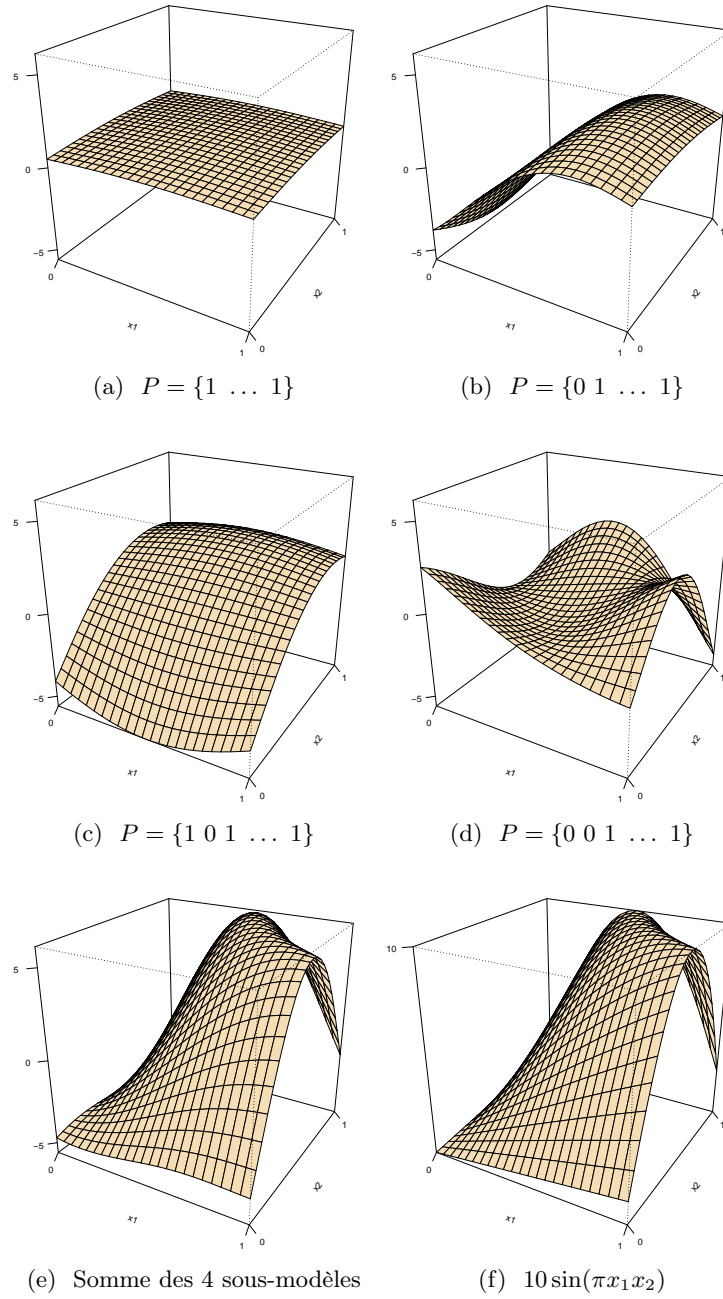 5
0
−5
0
x1
1
0
x2
1
(a) P = {1 … 1}
5
0
−5
0
x1
1
0
x2
1
(b) P = {0 1 … 1}
5
0
−5
0
x1
1
0
x2
1
(c) P = {1 0 1 … 1}
5
0
−5
0
x1
1
0
x2
1
(d) P = {0 0 1 … 1}
5
0
−5
0
x1
1
0
x2
1
(e) Somme des 4 sous-modèles
10
0
x1
1
0
x2
1
(f) 10 sin(πx₁x₂)